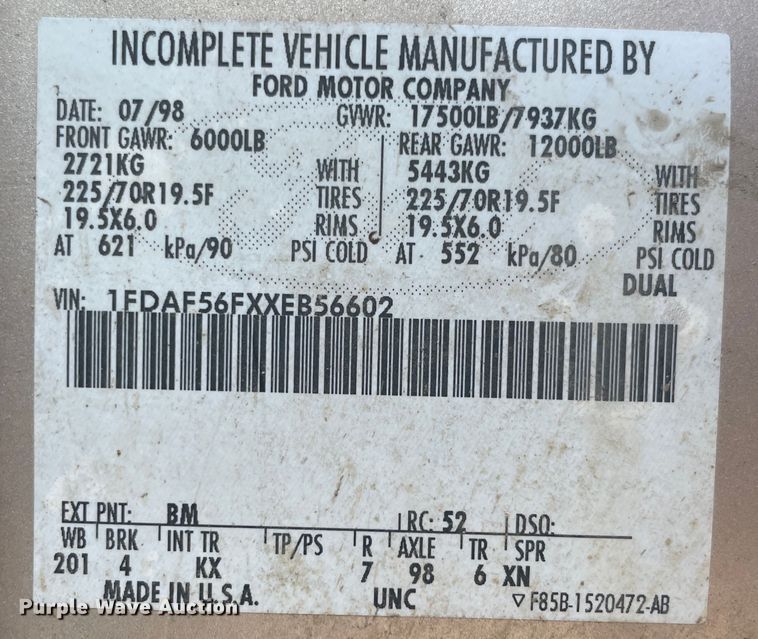 INCOMPLETE VEHICLE MANUFACTURED BY
FORD MOTOR COMPANY
DATE: 07/98 GVWR: 17500LB/7937KG
FRONT GAWR: 6000LB REAR GAWR: 12000LB
2721KG WITH 5443KG WITH
225/70R19.5F TIRES 225/70R19.5F TIRES
19.5X6.0 RIMS 19.5X6.0 RIMS
AT 621 kPa/90 PSI COLD AT 552 kPa/80 PSI COLD
DUAL
VIN: 1FDAF56FXXEB56602
EXT PNT: BM RC: 52 DSO:
WB BRK INT TR TP/PS R AXLE TR SPR
201 4 KX 7 98 6 XN
MADE IN U.S.A. UNC ▽ F85B-1520472-AB
Purple Wave Auction